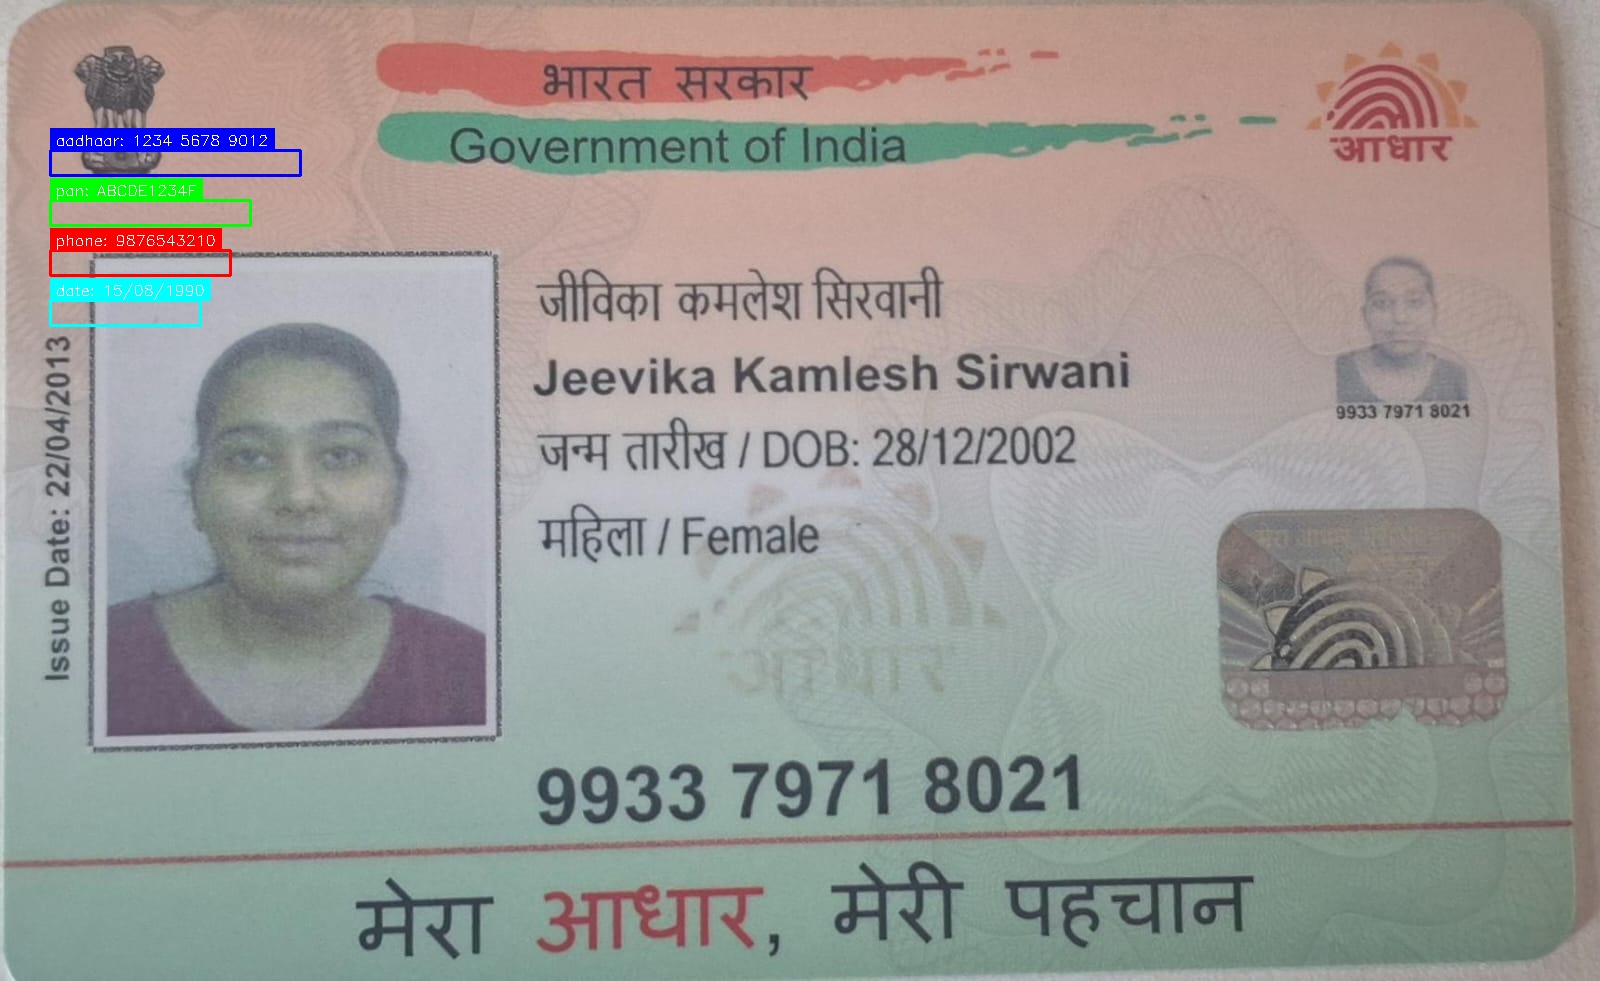 भारत सरकार
Government of India
आधार
aadhaar: 1234 5678 9012
pan: ABCDE1234F
phone: 9876543210
date: 15/08/1990
Issue Date: 22/04/2013
जीविका कमलेश सिरवानी
Jeevika Kamlesh Sirwani
जन्म तारीख / DOB: 28/12/2002
महिला / Female
9933 7971 8021
आधार
9933 7971 8021
मेरा आधार, मेरी पहचान